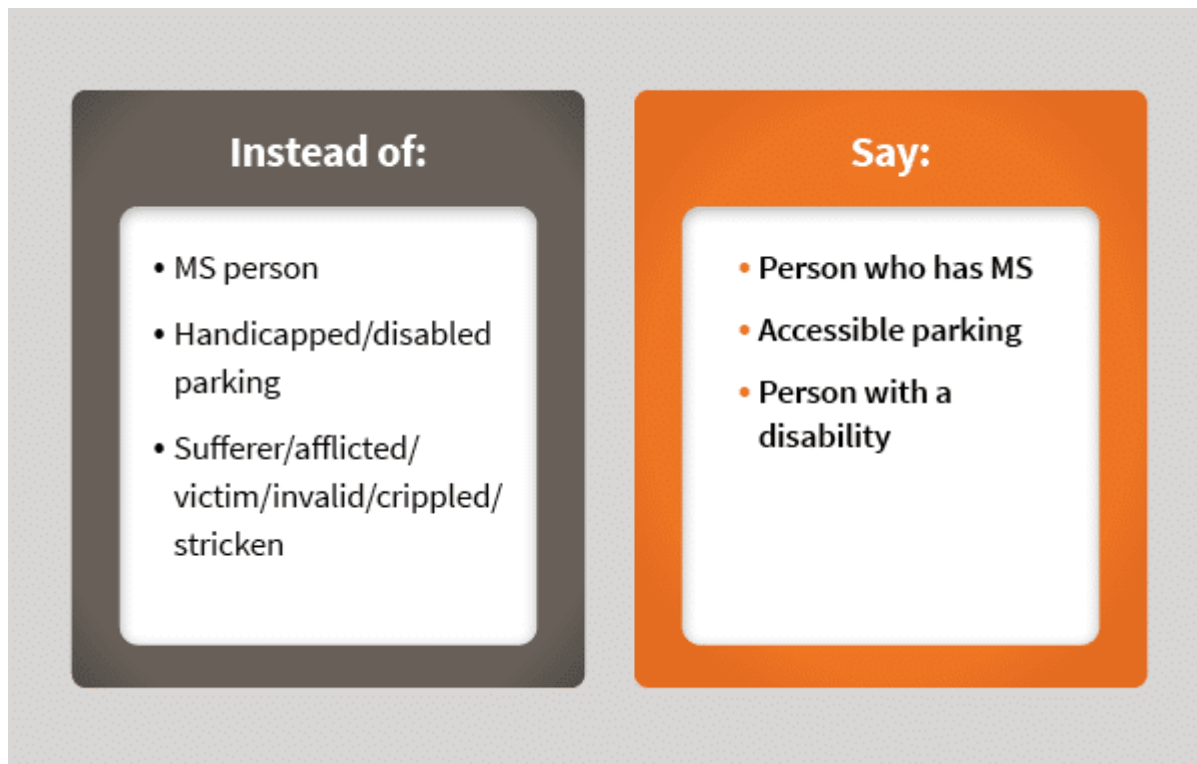 Instead of:
• MS person
• Handicapped/disabled
parking
• Sufferer/afflicted/
victim/invalid/crippled/
stricken
Say:
• Person who has MS
• Accessible parking
• Person with a
disability